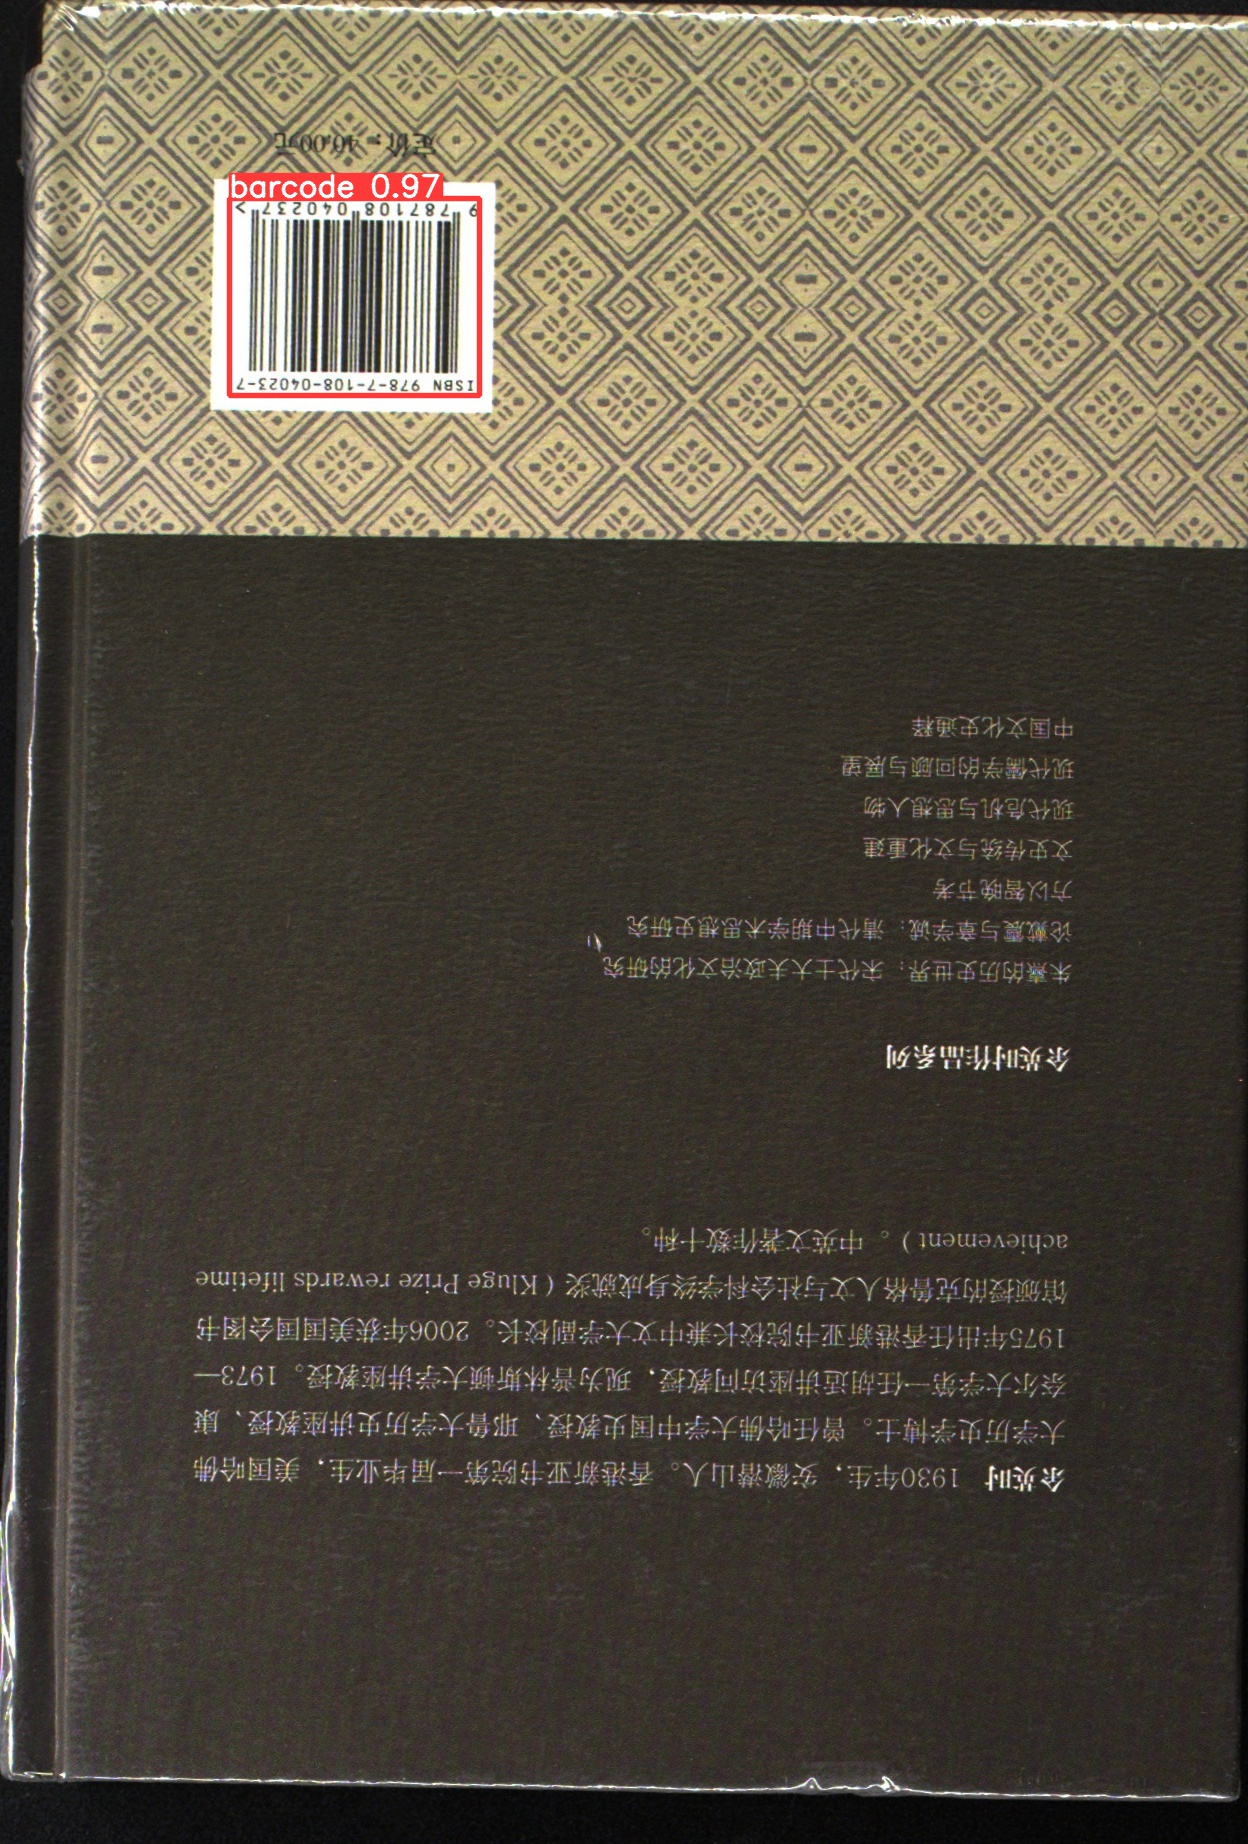 余英时 1930年生，安徽潜山人。香港新亚书院第一届毕业生，美国哈佛
大学历史学博士。曾任哈佛大学中国史教授、耶鲁大学历史讲座教授、康
奈尔大学第一任胡适讲座访问教授，现为普林斯顿大学讲座教授。1973—
1975年出任香港新亚书院校长兼中文大学副校长。2006年获美国国会图书
馆颁授的克鲁格人文与社会科学终身成就奖（Kluge Prize rewards lifetime
achievement）。中英文著作数十种。
余英时作品系列
朱熹的历史世界：宋代士大夫政治文化的研究
论戴震与章学诚：清代中期学术思想史研究
方以智晚节考
文史传统与文化重建
现代危机与思想人物
现代儒学的回顾与展望
中国文化史通释
ISBN 978-7-108-04023-7
9 787108 040237 >
定价：46.00元
barcode 0.97